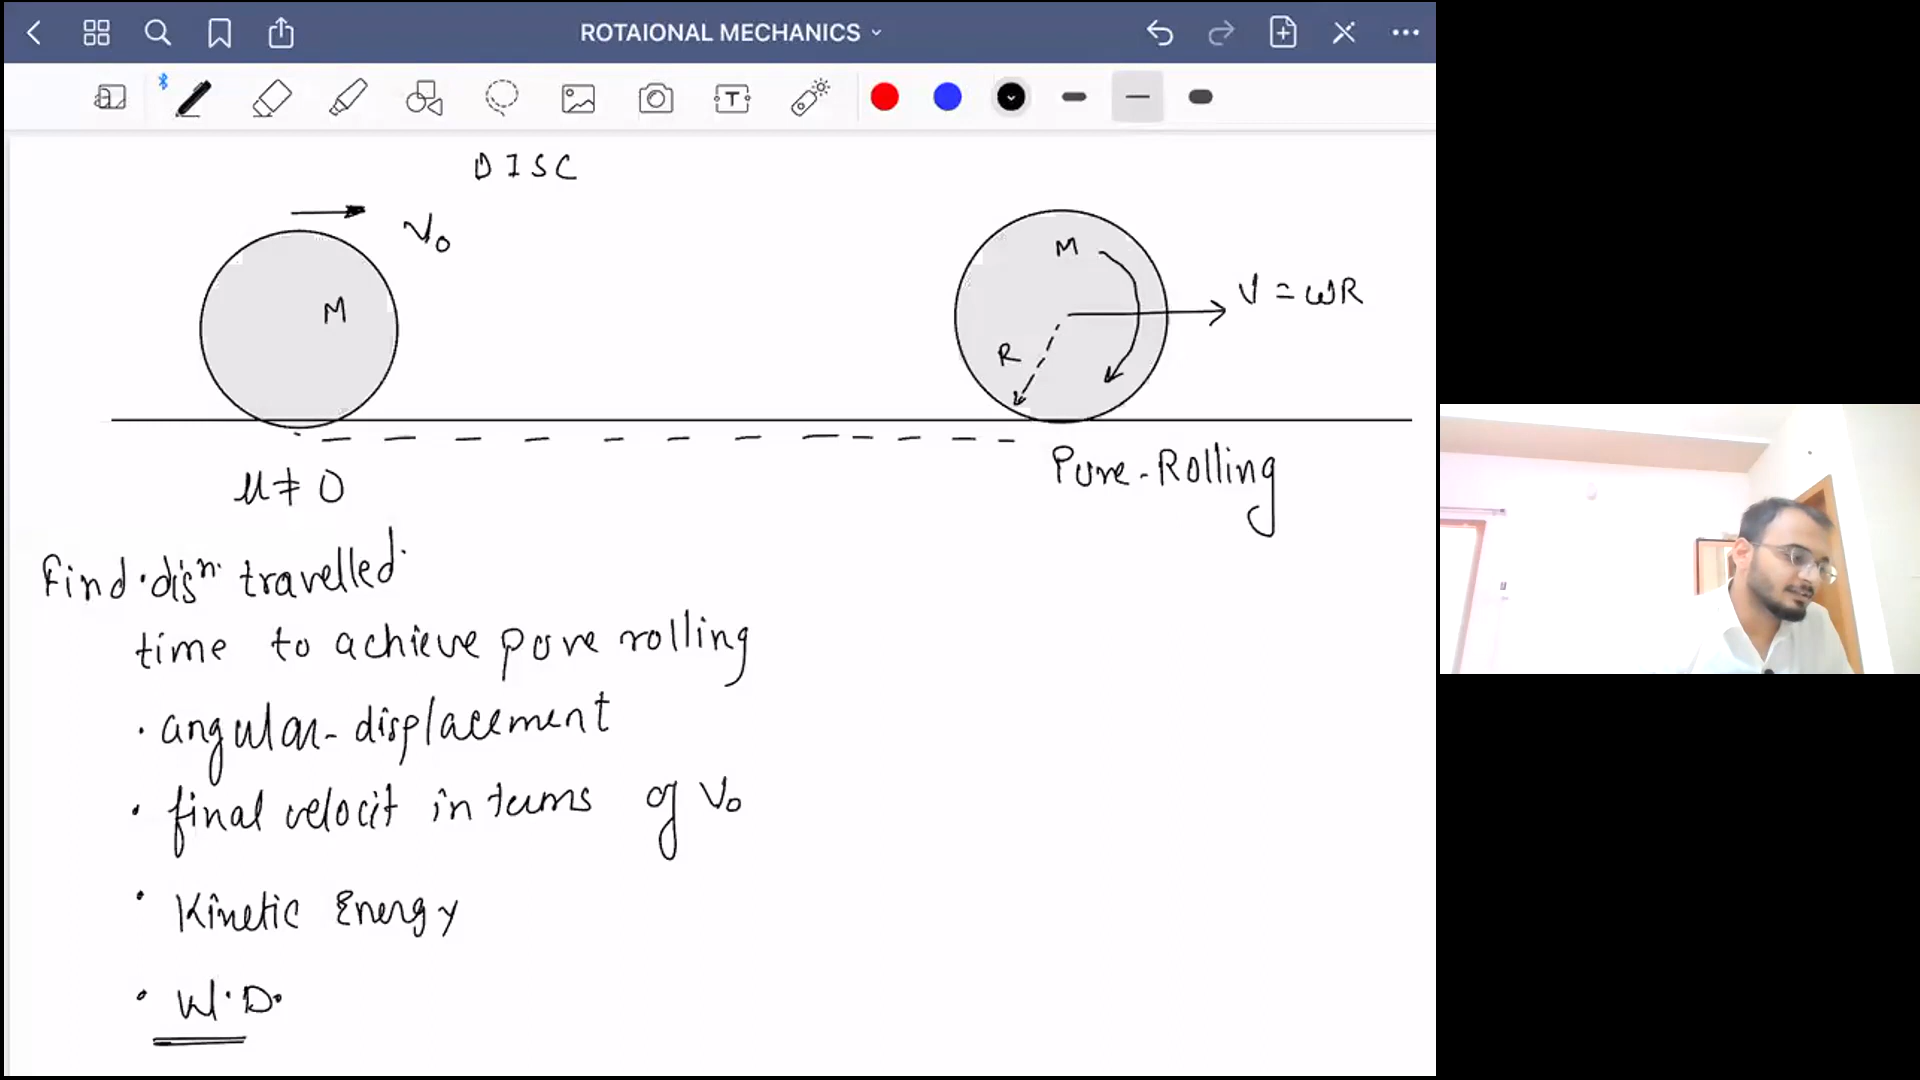 ROTAIONAL MECHANICS
T
DISC
V₀
M
M
R
V = ωR
μ ≠ 0
Pure-Rolling
Find disⁿ. travelled
time to achieve pure rolling
• angular-displacement
• final velocit in terms of V₀
• Kinetic Energy
• W.D.